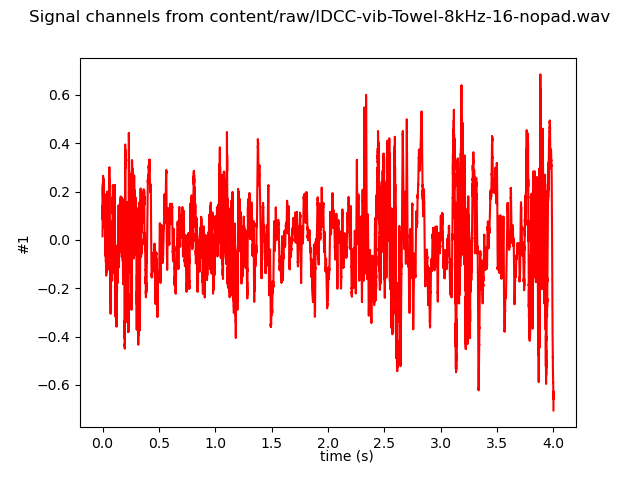 Signal channels from content/raw/IDCC-vib-Towel-8kHz-16-nopad.wav
0.6
0.4
0.2
0.0
−0.2
−0.4
−0.6
#1
0.0 0.5 1.0 1.5 2.0 2.5 3.0 3.5 4.0
time (s)